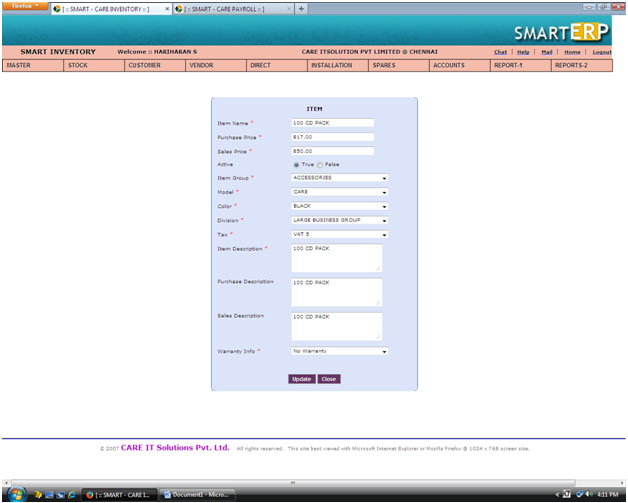 Firefox
[ :: SMART - CARE INVENTORY :: ] × [ :: SMART - CARE PAYROLL :: ] × +
SMARTERP
SMART INVENTORY Welcome :: HARIHARAN S CARE ITSOLUTION PVT LIMITED @ CHENNAI Chat | Help | Mail | Home | Logout
MASTER STOCK CUSTOMER VENDOR DIRECT INSTALLATION SPARES ACCOUNTS REPORT-1 REPORTS-2
ITEM
Item Name * 100 CD PACK
Purchase Price * 617.00
Sales Price * 650.00
Active True False
Item Group * ACCESSORIES
Model * CARE
Color * BLACK
Division * LARGE BUSINESS GROUP
Tax * VAT 5
Item Description * 100 CD PACK
Purchase Description 100 CD PACK
Sales Description 100 CD PACK
Warranty Info * No Warranty
Update Close
© 2007 CARE IT Solutions Pvt. Ltd. All rights reserved. This site best viewed with Microsoft Internet Explorer or Mozilla Firefox @ 1024 x 768 screen size.
[ :: SMART - CARE I... Document1 - Micro... 4:11 PM